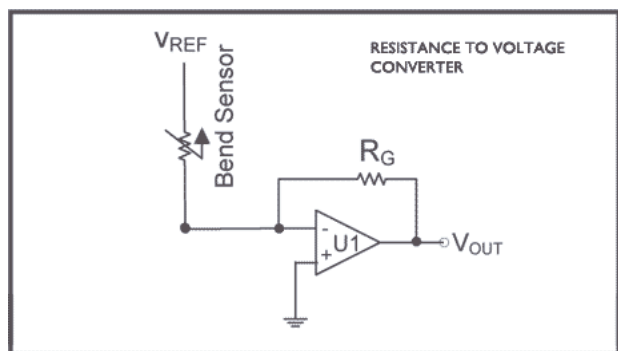 VREF
RESISTANCE TO VOLTAGE
CONVERTER
Bend Sensor
RG
-
U1
+
VOUT